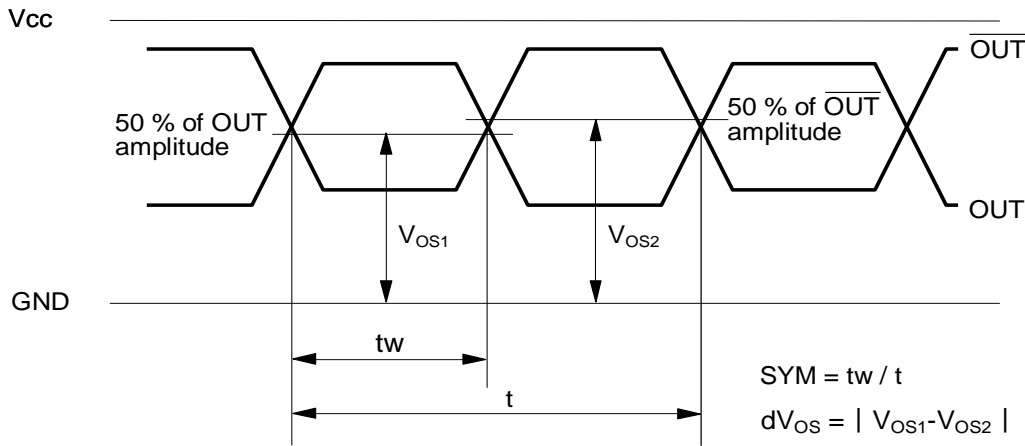 Vcc
OUT
50 % of OUT
amplitude
50 % of OUT
amplitude
OUT
VOS1
VOS2
GND
tw
t
SYM = tw / t
dVOS = | VOS1-VOS2 |